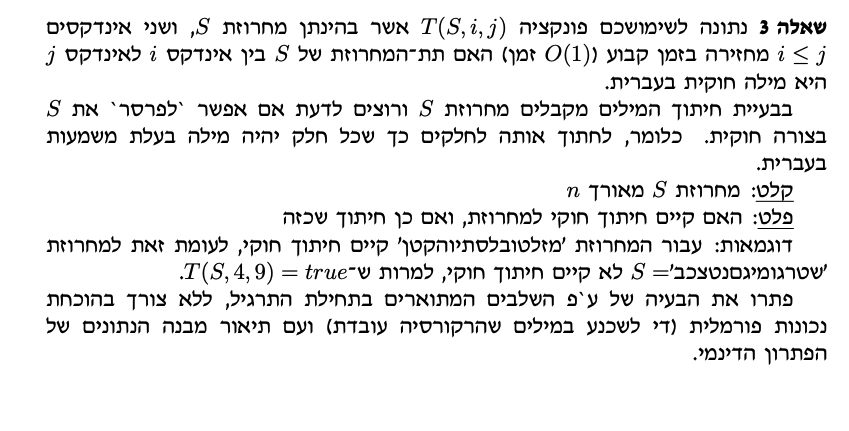 שאלה 3 נתונה לשימושכם פונקציה T(S, i, j) אשר בהינתן מחרוזת S, ושני אינדקסים
i ≤ j מחזירה בזמן קבוע (O(1) זמן) האם תת־המחרוזת של S בין אינדקס i לאינדקס j
היא מילה חוקית בעברית.
בבעיית חיתוך המילים מקבלים מחרוזת S ורוצים לדעת אם אפשר `לפרסר` את S
בצורה חוקית. כלומר, לחתוך אותה לחלקים כך שכל חלק יהיה מילה בעלת משמעות
בעברית.
קלט: מחרוזת S מאורך n
פלט: האם קיים חיתוך חוקי למחרוזת, ואם כן חיתוך שכזה
דוגמאות: עבור המחרוזת 'מזלטובלסתיוהקטן' קיים חיתוך חוקי, לעומת זאת למחרוזת
S = 'שטרגומיגםנטצכב' לא קיים חיתוך חוקי, למרות ש־T(S, 4, 9) = true.
פתרו את הבעיה של ע`פ השלבים המתוארים בתחילת התרגיל, ללא צורך בהוכחת
נכונות פורמלית (די לשכנע במילים שהרקורסיה עובדת) ועם תיאור מבנה הנתונים של
הפתרון הדינמי.